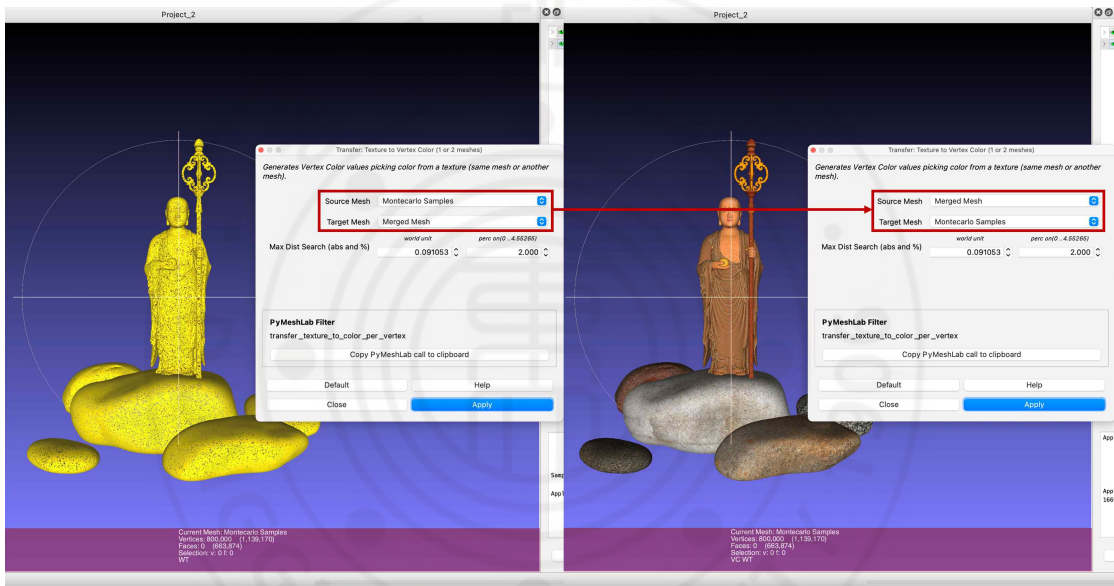 Project_2
Transfer: Texture to Vertex Color (1 or 2 meshes)
Generates Vertex Color values picking color from a texture (same mesh or another
mesh).
Source Mesh Montecarlo Samples
Target Mesh Merged Mesh
world unit perc on(0 .. 4.55265)
Max Dist Search (abs and %) 0.091053 2.000
PyMeshLab Filter
transfer_texture_to_color_per_vertex
Copy PyMeshLab call to clipboard
Default Help
Close Apply
Samp
Appl
Current Mesh: Montecarlo Samples
Vertices: 800,000 (1,139,170)
Faces: 0 (663,874)
Selection: v: 0 f: 0
WT
Project_2
Transfer: Texture to Vertex Color (1 or 2 meshes)
Generates Vertex Color values picking color from a texture (same mesh or another
mesh).
Source Mesh Merged Mesh
Target Mesh Montecarlo Samples
world unit perc on(0 .. 4.55265)
Max Dist Search (abs and %) 0.091053 2.000
PyMeshLab Filter
transfer_texture_to_color_per_vertex
Copy PyMeshLab call to clipboard
Default Help
Close Apply
App
App
166
Current Mesh: Montecarlo Samples
Vertices: 800,000 (1,139,170)
Faces: 0 (663,874)
Selection: v: 0 f: 0
VC WT